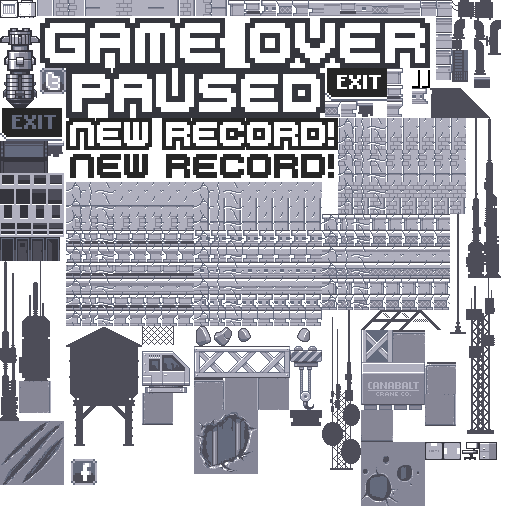 GAME OVER
PAUSED
EXIT
EXIT
NEW RECORD!
NEW RECORD!
CANABALT
CRANE CO.